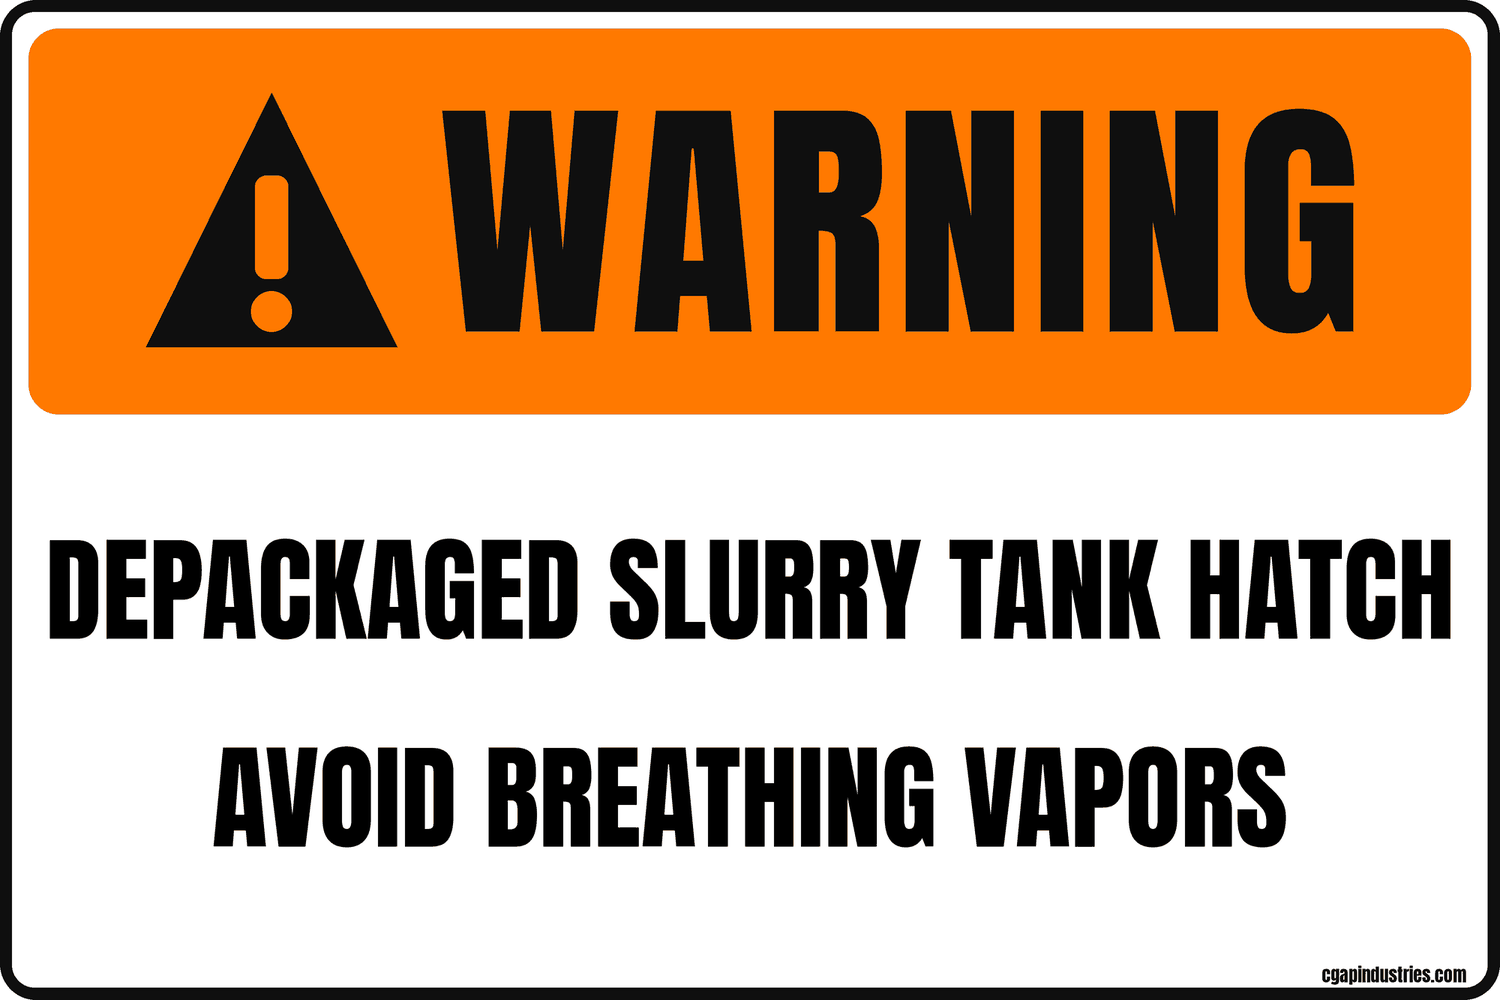 WARNING
DEPACKAGED SLURRY TANK HATCH
AVOID BREATHING VAPORS
cgapindustries.com